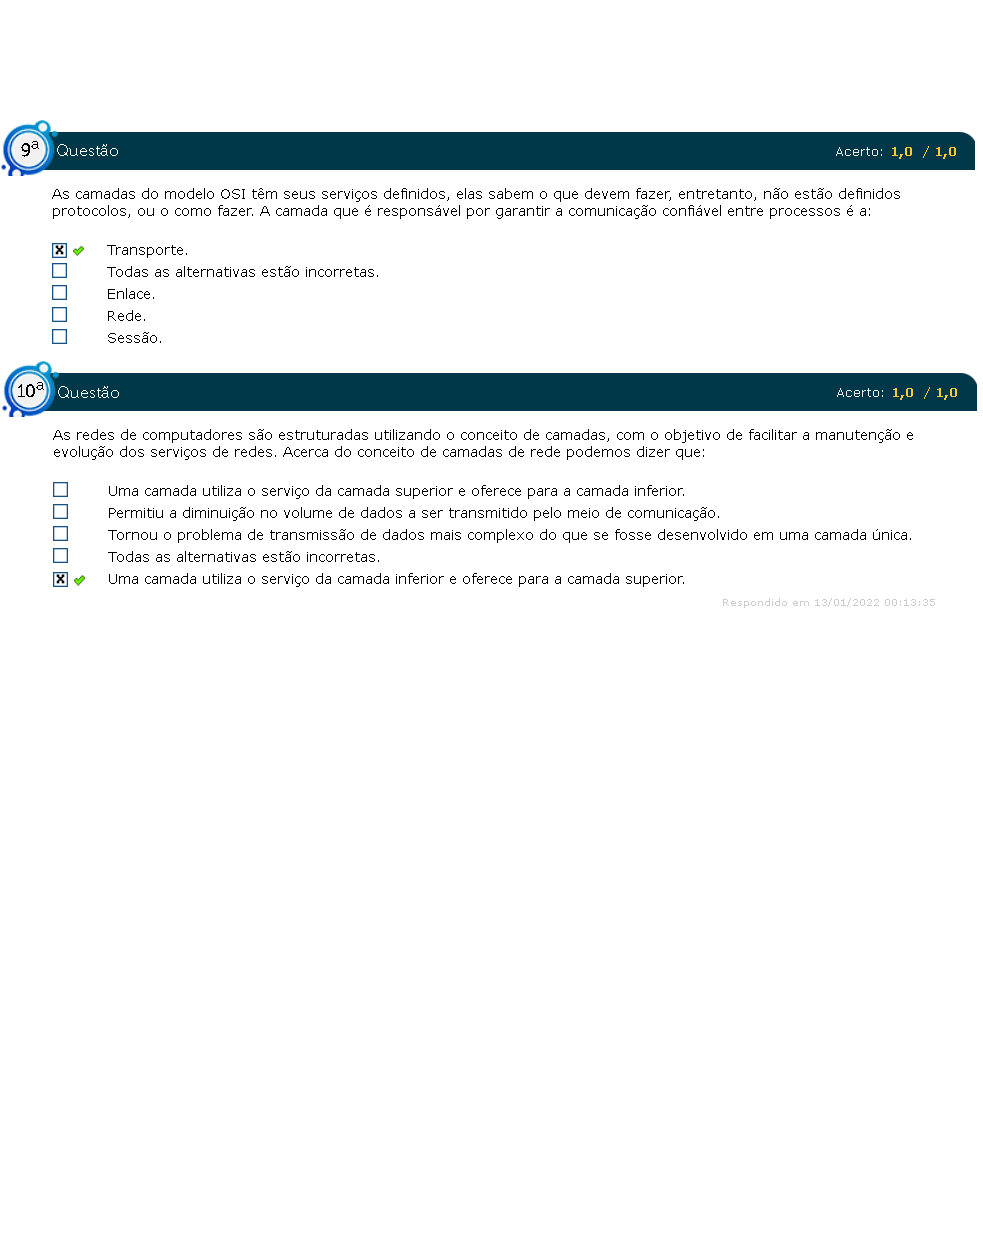 9ª Questão Acerto: 1,0 / 1,0
As camadas do modelo OSI têm seus serviços definidos, elas sabem o que devem fazer, entretanto, não estão definidos
protocolos, ou o como fazer. A camada que é responsável por garantir a comunicação confiável entre processos é a:
X Transporte.
Todas as alternativas estão incorretas.
Enlace.
Rede.
Sessão.
10ª Questão Acerto: 1,0 / 1,0
As redes de computadores são estruturadas utilizando o conceito de camadas, com o objetivo de facilitar a manutenção e
evolução dos serviços de redes. Acerca do conceito de camadas de rede podemos dizer que:
Uma camada utiliza o serviço da camada superior e oferece para a camada inferior.
Permitiu a diminuição no volume de dados a ser transmitido pelo meio de comunicação.
Tornou o problema de transmissão de dados mais complexo do que se fosse desenvolvido em uma camada única.
Todas as alternativas estão incorretas.
X Uma camada utiliza o serviço da camada inferior e oferece para a camada superior.
Respondido em 13/01/2022 00:13:35